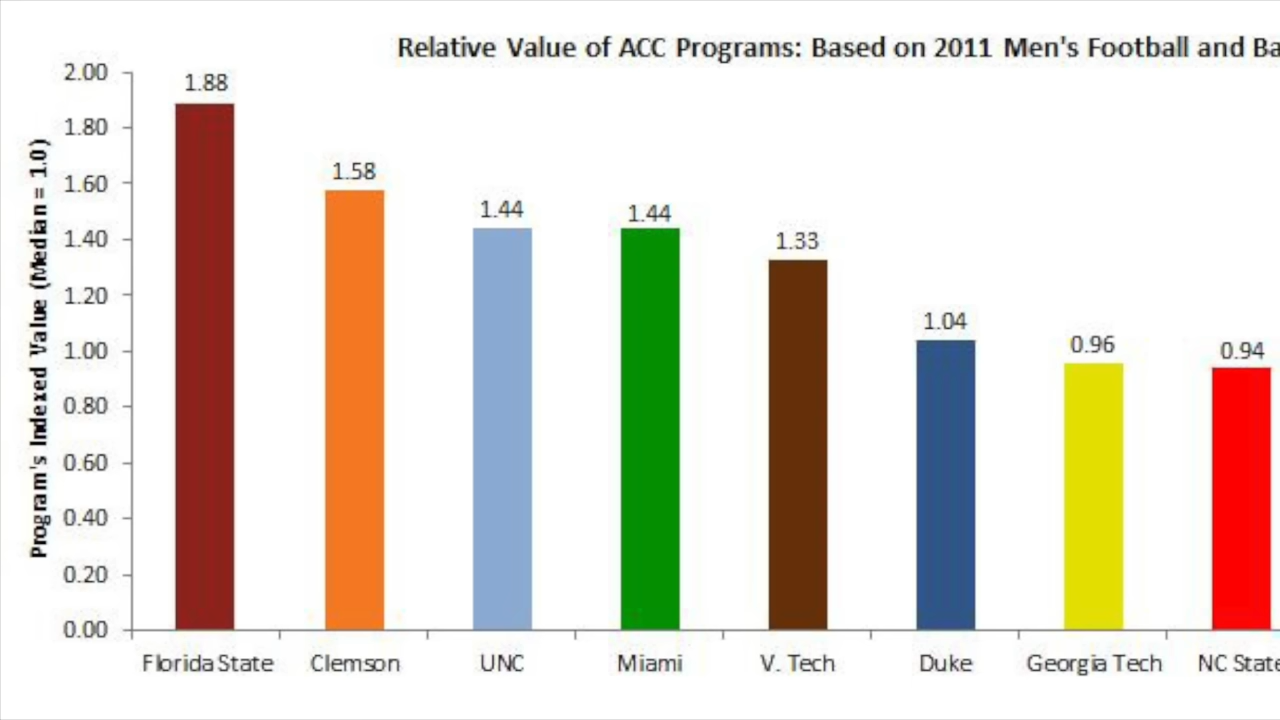 Relative Value of ACC Programs: Based on 2011 Men's Football and
Program's Indexed Value (Median = 1.0)
2.00
1.80
1.60
1.40
1.20
1.00
0.80
0.60
0.40
0.20
0.00
1.88
1.58
1.44
1.44
1.33
1.04
0.96
0.94
Florida State
Clemson
UNC
Miami
V. Tech
Duke
Georgia Tech
NC State